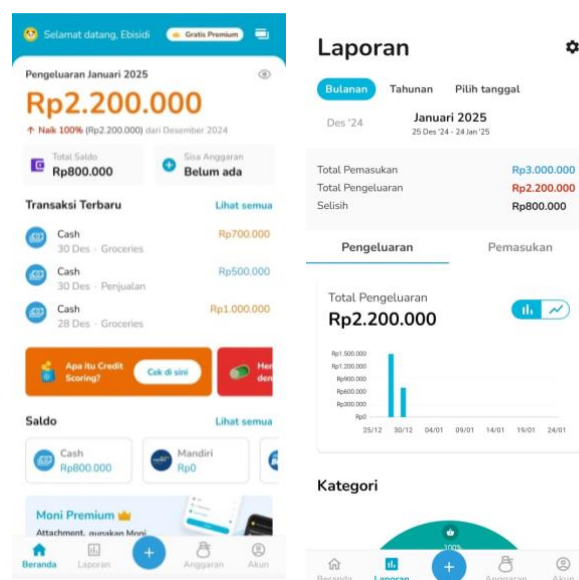 Selamat datang, Ebisidi
Gratis Premium
Pengeluaran Januari 2025
Rp2.200.000
Naik 100% (Rp2.200.000) dari Desember 2024
Total Saldo
Rp800.000
Sisa Anggaran
Belum ada
Transaksi Terbaru
Lihat semua
Cash
Rp700.000
30 Des · Groceries
Cash
Rp500.000
30 Des · Penjualan
Cash
Rp1.000.000
28 Des · Groceries
Apa itu Credit
Scoring?
Cek di sini
Saldo
Lihat semua
Cash
Rp800.000
Mandiri
Rp0
Moni Premium
Attachment, gunakan Moni
Beranda
Laporan
Anggaran
Akun
Laporan
Bulanan
Tahunan
Pilih tanggal
Des '24
Januari 2025
25 Des '24 - 24 Jan '25
Total Pemasukan
Rp3.000.000
Total Pengeluaran
Rp2.200.000
Selisih
Rp800.000
Pengeluaran
Pemasukan
Total Pengeluaran
Rp2.200.000
Rp1.500.000
Rp1.200.000
Rp900.000
Rp600.000
Rp300.000
Rp0
25/12 30/12 04/01 09/01 14/01 19/01 24/01
Kategori
100%
Beranda
Laporan
Anggaran
Akun